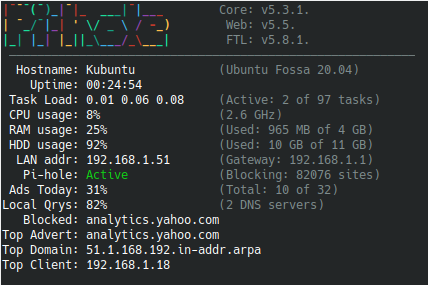 Core: v5.3.1.
Web: v5.5.
FTL: v5.8.1.
Hostname: Kubuntu (Ubuntu Fossa 20.04)
Uptime: 00:24:54
Task Load: 0.01 0.06 0.08 (Active: 2 of 97 tasks)
CPU usage: 8% (2.6 GHz)
RAM usage: 25% (Used: 965 MB of 4 GB)
HDD usage: 92% (Used: 10 GB of 11 GB)
LAN addr: 192.168.1.51 (Gateway: 192.168.1.1)
Pi-hole: Active (Blocking: 82076 sites)
Ads Today: 31% (Total: 10 of 32)
Local Qrys: 82% (2 DNS servers)
Blocked: analytics.yahoo.com
Top Advert: analytics.yahoo.com
Top Domain: 51.1.168.192.in-addr.arpa
Top Client: 192.168.1.18